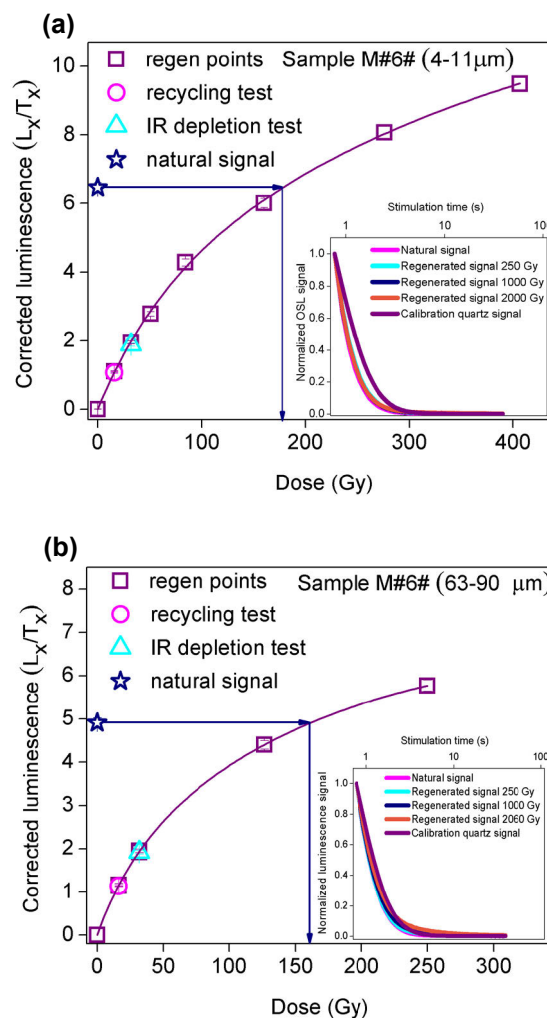 (a)
regen points Sample M#6# (4-11μm)
recycling test
IR depletion test
natural signal
Corrected luminescence (Lx/Tx)
10
8
6
4
2
0
0 100 200 300 400
Dose (Gy)
Stimulation time (s)
1 10 100
Normalized OSL signal
1.0
0.8
0.6
0.4
0.2
0.0
Natural signal
Regenerated signal 250 Gy
Regenerated signal 1000 Gy
Regenerated signal 2000 Gy
Calibration quartz signal
(b)
regen points Sample M#6# (63-90 μm)
recycling test
IR depletion test
natural signal
Corrected luminescence (Lx/Tx)
8
7
6
5
4
3
2
1
0
0 50 100 150 200 250 300
Dose (Gy)
Stimulation time (s)
1 10 100
Normalized luminescence signal
1.0
0.8
0.6
0.4
0.2
0.0
Natural signal
Regenerated signal 250 Gy
Regenerated signal 1000 Gy
Regenerated signal 2060 Gy
Calibration quartz signal